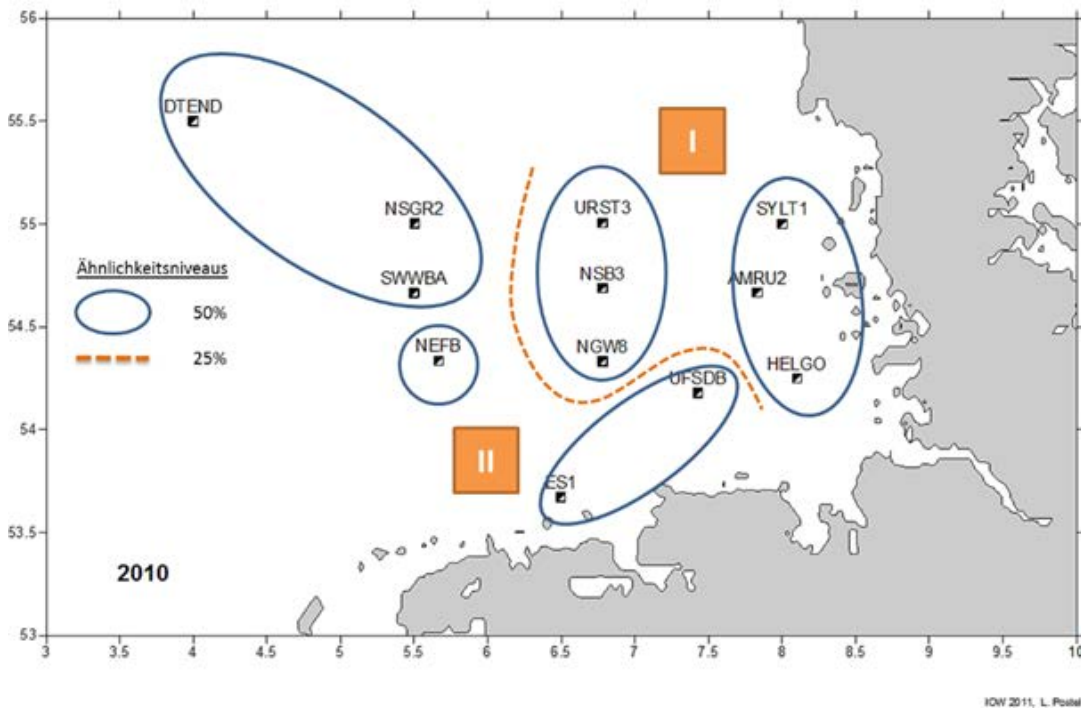 56
55.5
55
54.5
54
53.5
53
DTEND
I
NSGR2
URST3
SYLT1
Ähnlichkeitsniveaus
SWWBA
NSB3
AMRU2
50%
25%
NEFB
NGW8
HELGO
UFSDB
II
ES1
2010
3 3.5 4 4.5 5 5.5 6 6.5 7 7.5 8 8.5 9 9.5 10
IOW 2011, L. Postel